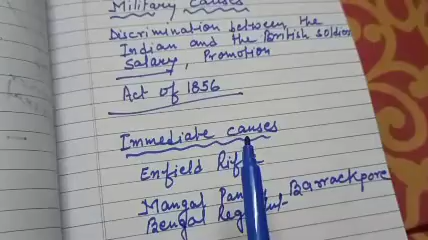 Military causes
Discrimination between the
Indian and the British soldier
Salary, Promotion
Act of 1856
Immediate causes
Enfield
Mangal Barrackpore
Bengal